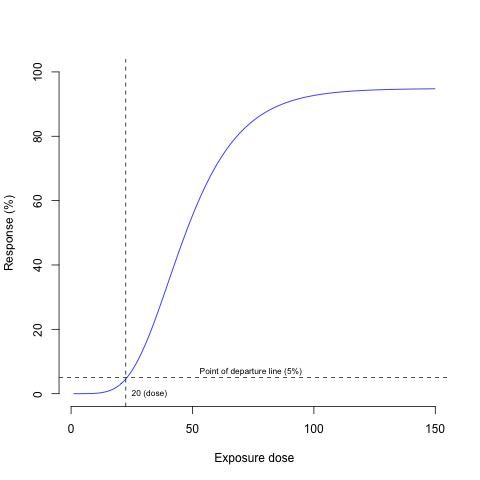 100
80
60
40
20
0
Response (%)
Point of departure line (5%)
20 (dose)
0 50 100 150
Exposure dose